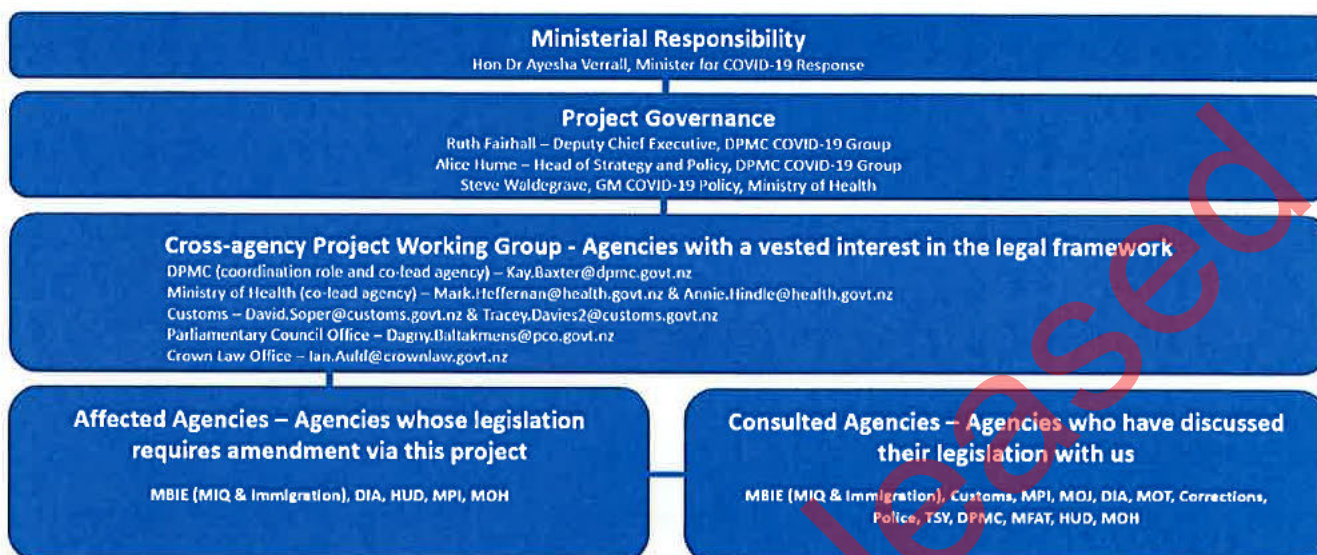 Ministerial Responsibility
Hon Dr Ayesha Verrall, Minister for COVID-19 Response
Project Governance
Ruth Fairhall – Deputy Chief Executive, DPMC COVID-19 Group
Alice Hume – Head of Strategy and Policy, DPMC COVID-19 Group
Steve Waldegrave, GM COVID-19 Policy, Ministry of Health
Cross-agency Project Working Group - Agencies with a vested interest in the legal framework
DPMC (coordination role and co-lead agency) – Kay.Baxter@dpmc.govt.nz
Ministry of Health (co-lead agency) – Mark.Heffernan@health.govt.nz & Annie.Hindle@health.govt.nz
Customs – David.Soper@customs.govt.nz & Tracey.Davies2@customs.govt.nz
Parliamentary Council Office – Dagny.Baltakmens@pco.govt.nz
Crown Law Office – Ian.Auld@crownlaw.govt.nz
Affected Agencies – Agencies whose legislation
requires amendment via this project
MBIE (MIQ & Immigration), DIA, HUD, MPI, MOH
Consulted Agencies – Agencies who have discussed
their legislation with us
MBIE (MIQ & Immigration), Customs, MPI, MOJ, DIA, MOT, Corrections,
Police, TSY, DPMC, MFAT, HUD, MOH
leased